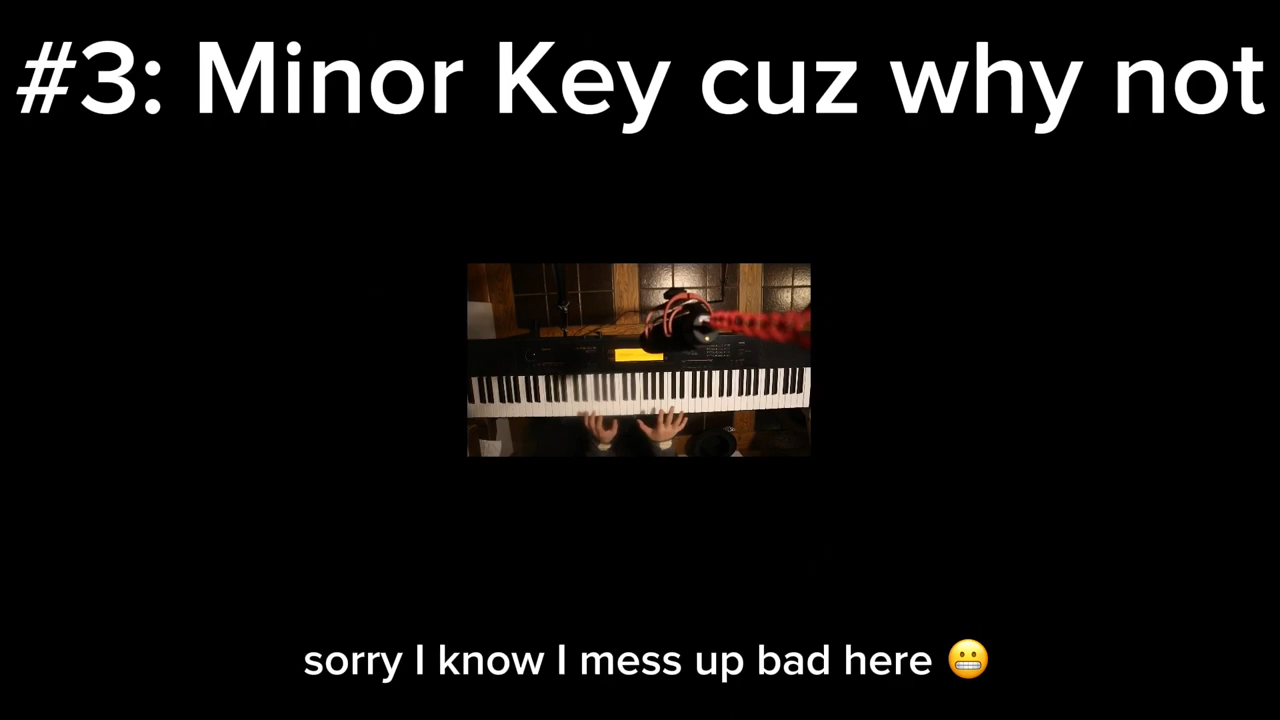 #3: Minor Key cuz why not
sorry I know I mess up bad here 😬